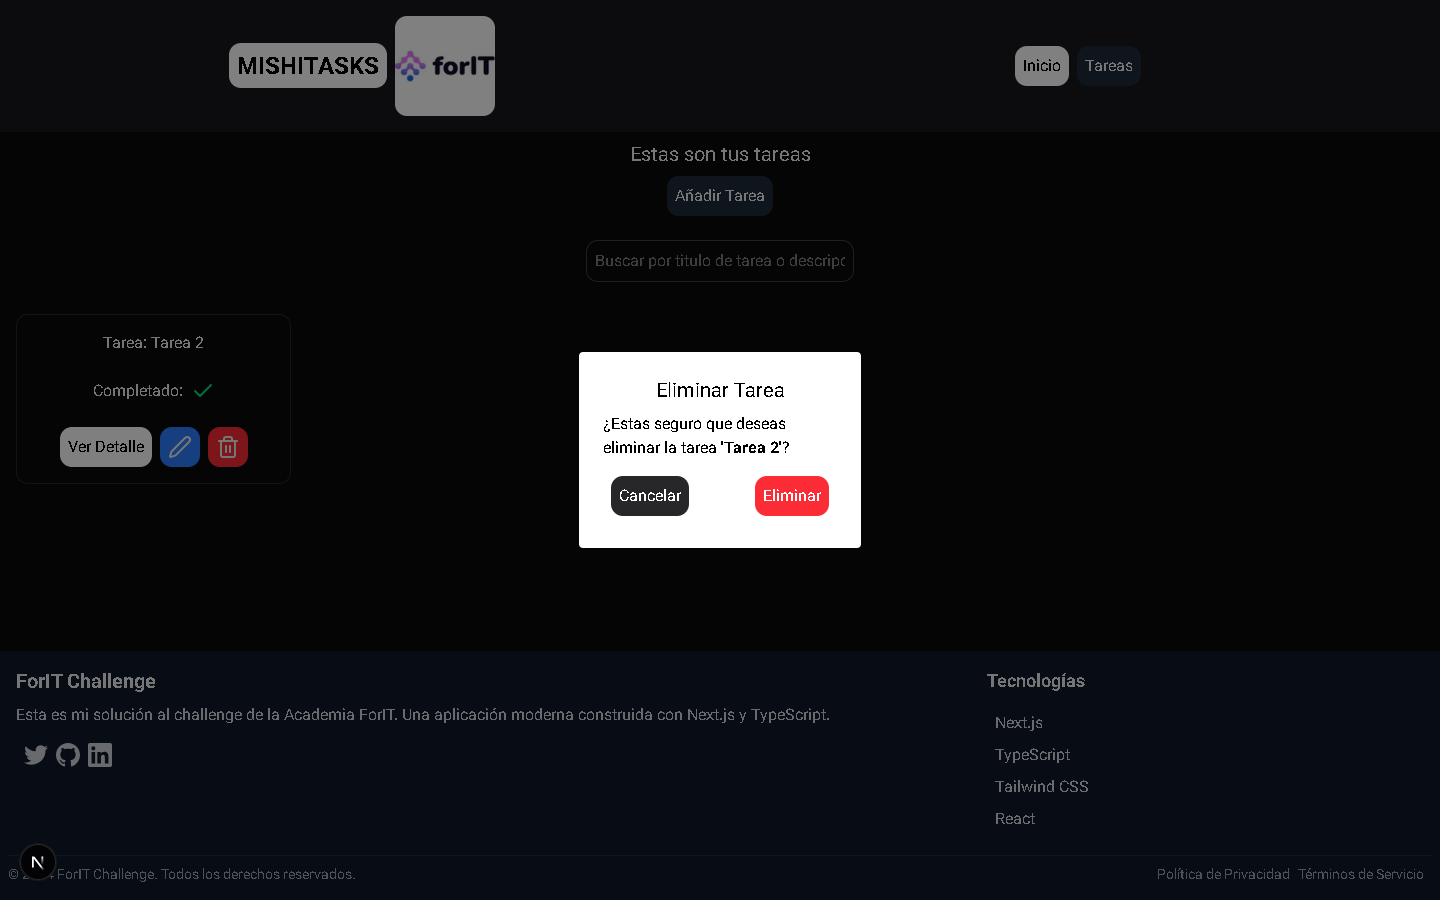 MISHITASKS
forIT
Inicio
Tareas
Estas son tus tareas
Añadir Tarea
Buscar por titulo de tarea o descripc
Tarea: Tarea 2
Completado:
Ver Detalle
Eliminar Tarea
¿Estas seguro que deseas
eliminar la tarea 'Tarea 2'?
Cancelar
Eliminar
ForIT Challenge
Esta es mi solución al challenge de la Academia ForIT. Una aplicación moderna construida con Next.js y TypeScript.
Tecnologías
Next.js
TypeScript
Tailwind CSS
React
N
© ForIT Challenge. Todos los derechos reservados.
Política de Privacidad
Términos de Servicio